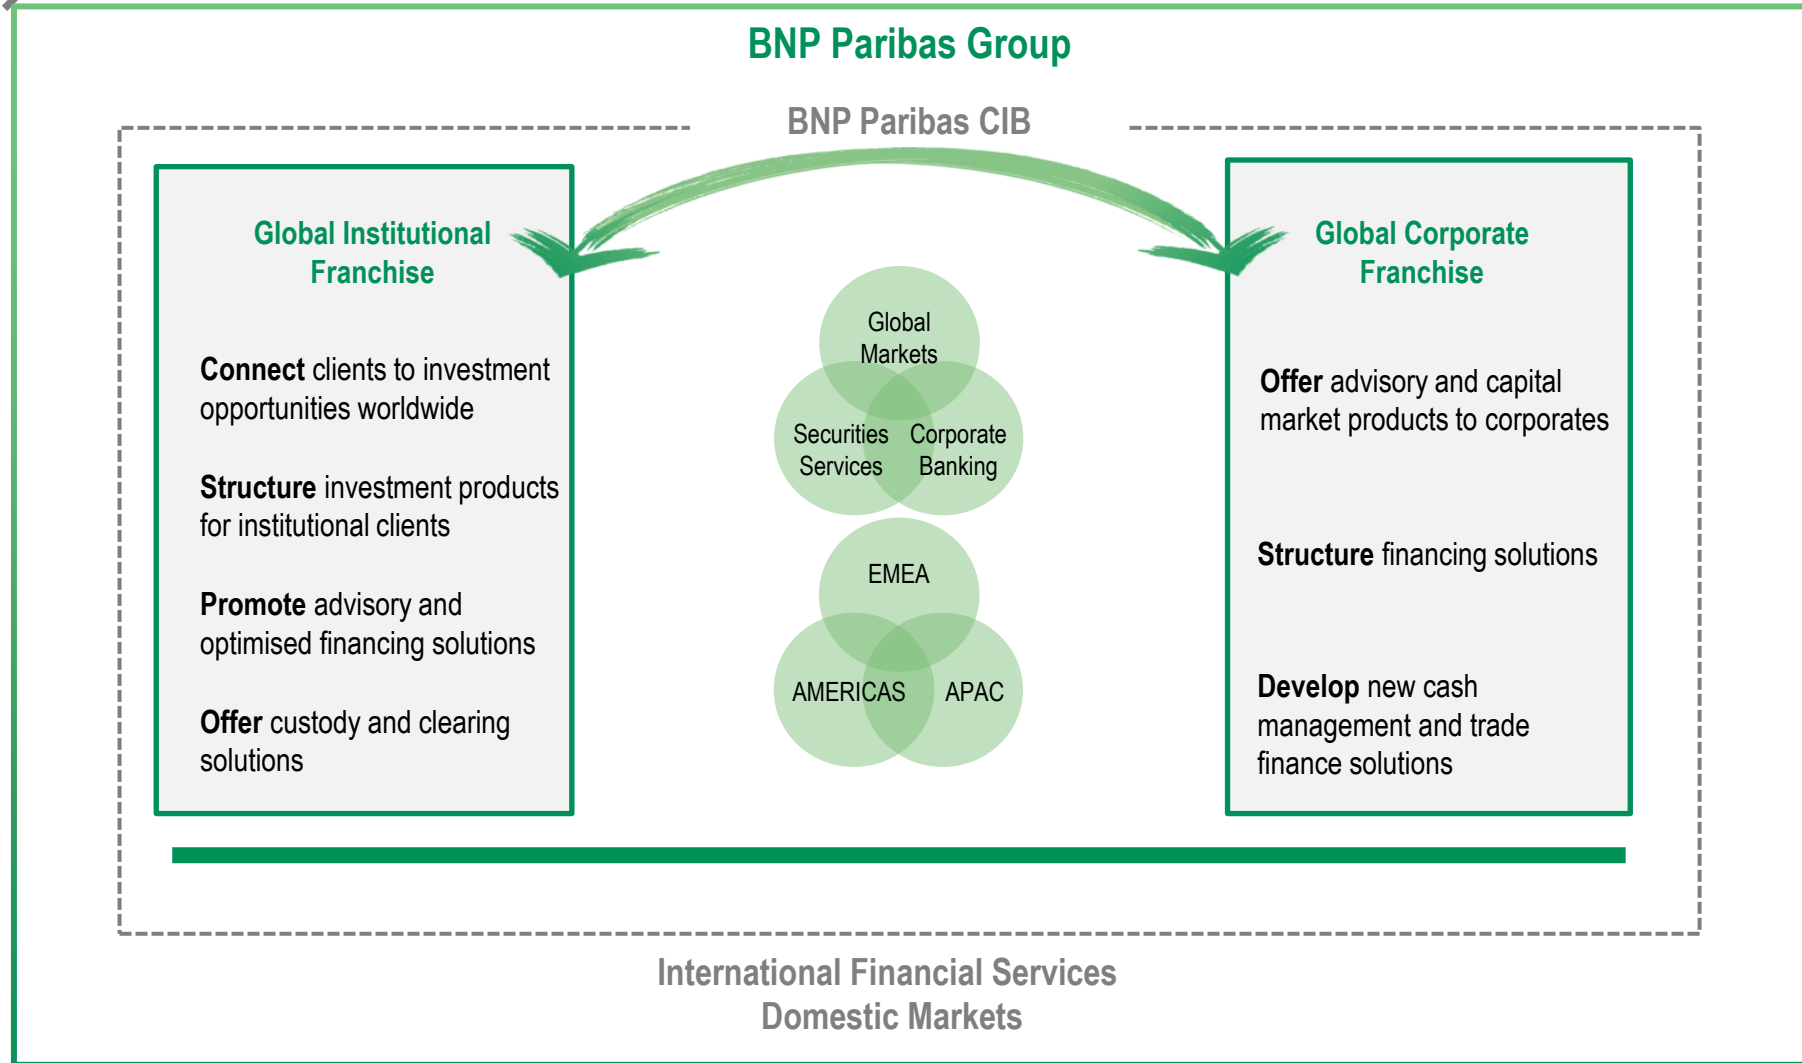 BNP Paribas Group
BNP Paribas CIB
Global Institutional
Franchise
Connect clients to investment
opportunities worldwide
Structure investment products
for institutional clients
Promote advisory and
optimised financing solutions
Offer custody and clearing
solutions
Global
Markets
Securities
Services
Corporate
Banking
EMEA
AMERICAS
APAC
Global Corporate
Franchise
Offer advisory and capital
market products to corporates
Structure financing solutions
Develop new cash
management and trade
finance solutions
International Financial Services
Domestic Markets